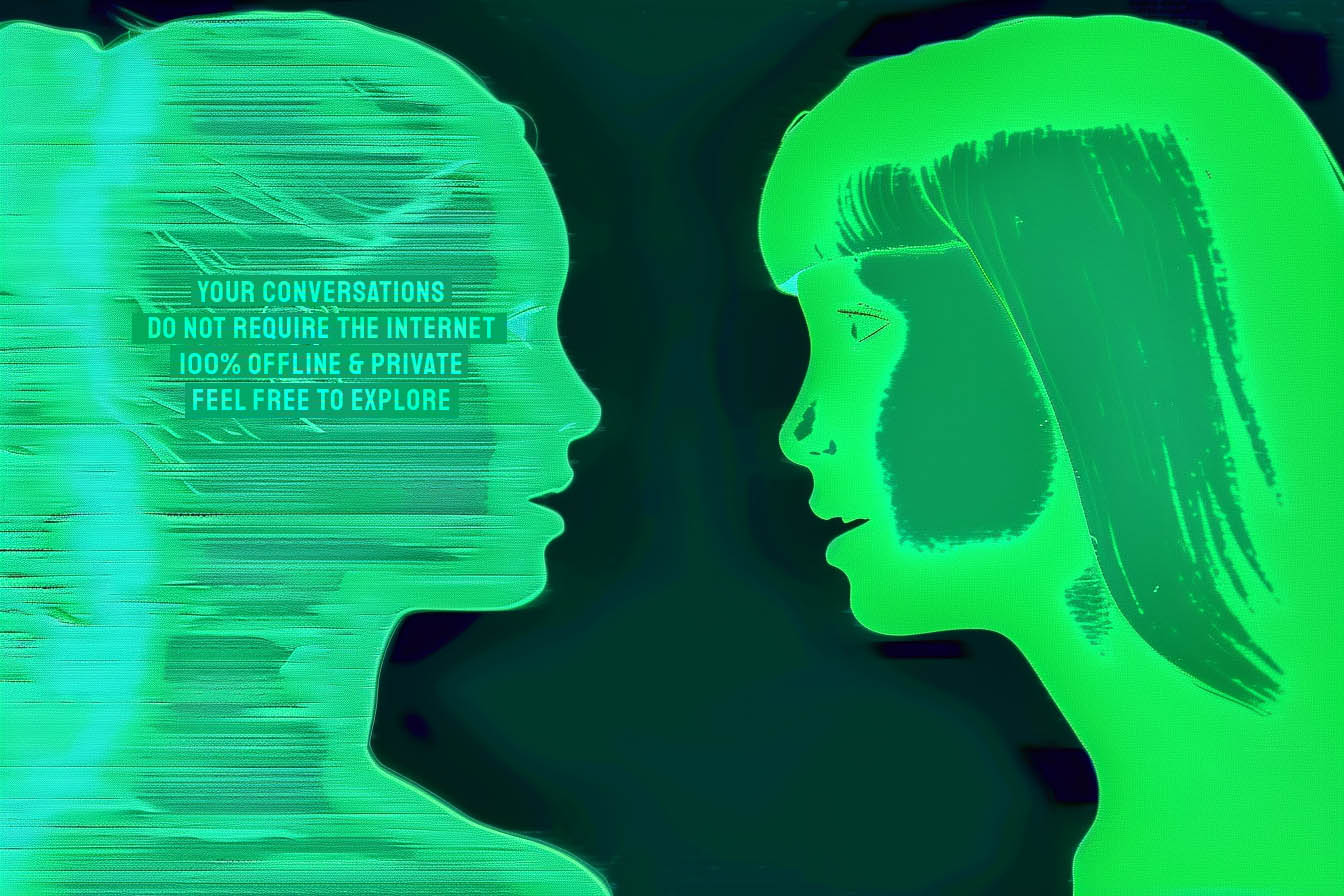 YOUR CONVERSATIONS
DO NOT REQUIRE THE INTERNET
100% OFFLINE & PRIVATE
FEEL FREE TO EXPLORE